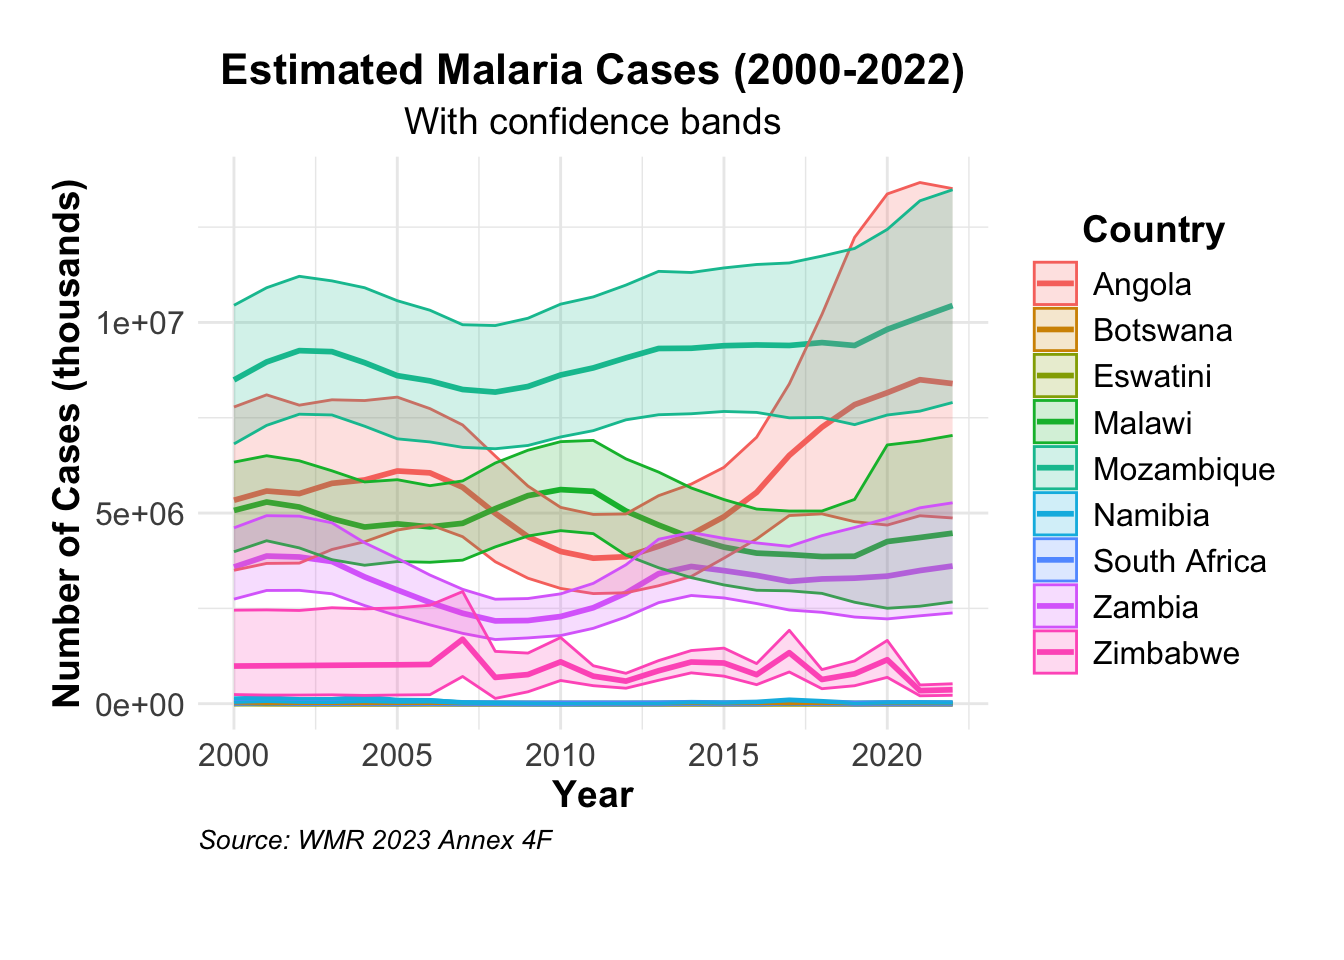 Estimated Malaria Cases (2000-2022)
With confidence bands
Number of Cases (thousands)
1e+07
5e+06
0e+00
2000 2005 2010 2015 2020
Year
Source: WMR 2023 Annex 4F
Country
Angola
Botswana
Eswatini
Malawi
Mozambique
Namibia
South Africa
Zambia
Zimbabwe